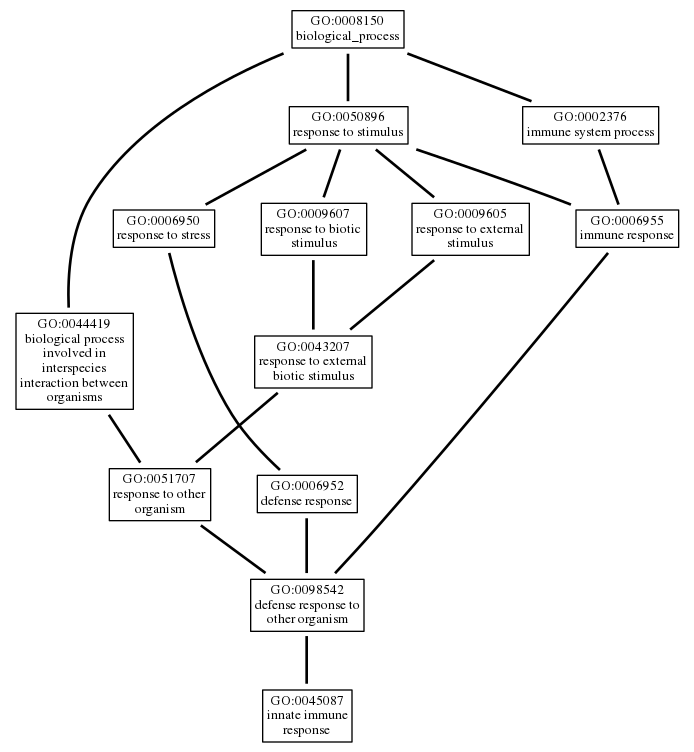 GO:0008150
biological_process
GO:0050896
response to stimulus
GO:0002376
immune system process
GO:0006950
response to stress
GO:0009607
response to biotic
stimulus
GO:0009605
response to external
stimulus
GO:0006955
immune response
GO:0044419
biological process
involved in
interspecies
interaction between
organisms
GO:0043207
response to external
biotic stimulus
GO:0051707
response to other
organism
GO:0006952
defense response
GO:0098542
defense response to
other organism
GO:0045087
innate immune
response